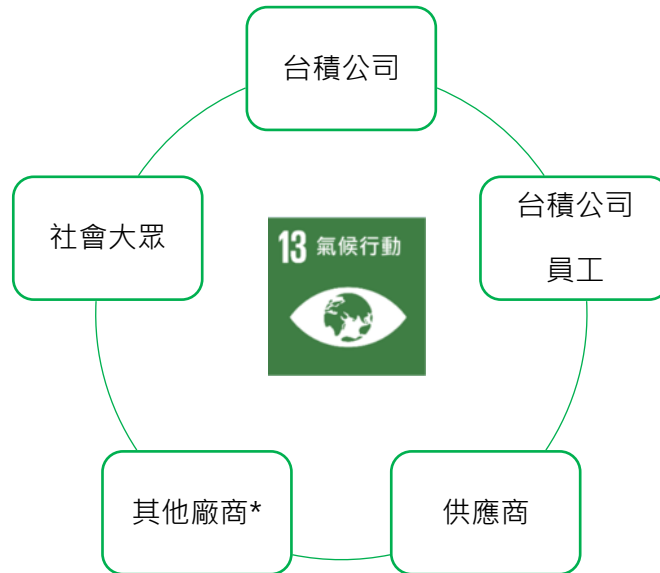 台積公司
台積公司
員工
供應商
其他廠商*
社會大眾
13 氣候行動